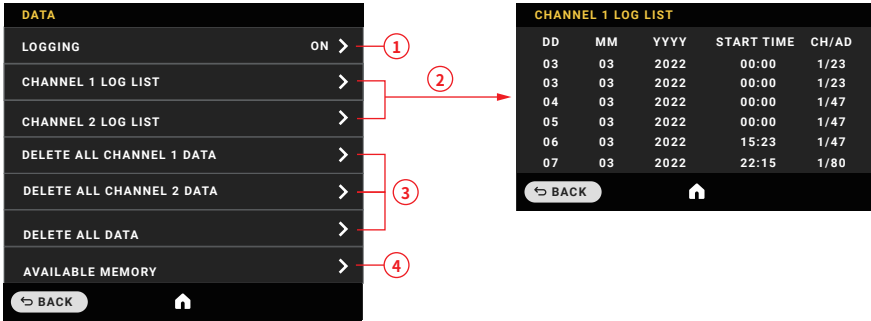 DATA
LOGGING ON
1
CHANNEL 1 LOG LIST
2
CHANNEL 2 LOG LIST
DELETE ALL CHANNEL 1 DATA
DELETE ALL CHANNEL 2 DATA
3
DELETE ALL DATA
AVAILABLE MEMORY
4
BACK
CHANNEL 1 LOG LIST
DD MM YYYY START TIME CH/AD
03 03 2022 00:00 1/23
03 03 2022 00:00 1/23
04 03 2022 00:00 1/47
05 03 2022 00:00 1/47
06 03 2022 15:23 1/47
07 03 2022 22:15 1/80
BACK